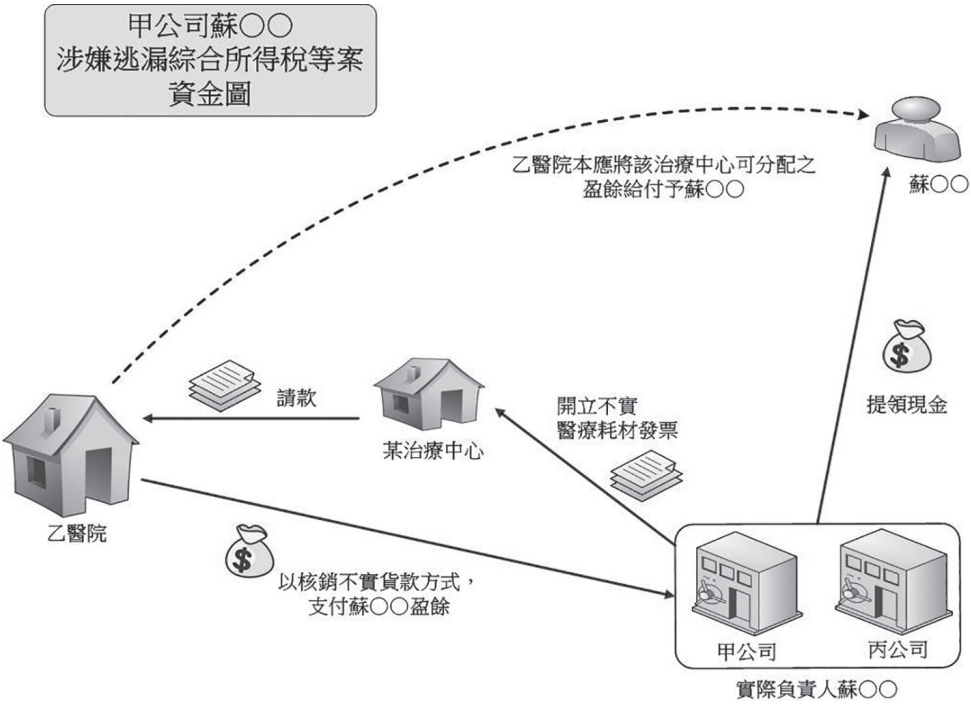 甲公司蘇○○
涉嫌逃漏綜合所得稅等案
資金圖
乙醫院本應將該治療中心可分配之
盈餘給付予蘇○○
蘇○○
請款
某治療中心
開立不實
醫療耗材發票
提領現金
乙醫院
以核銷不實貨款方式，
支付蘇○○盈餘
甲公司
丙公司
實際負責人蘇○○